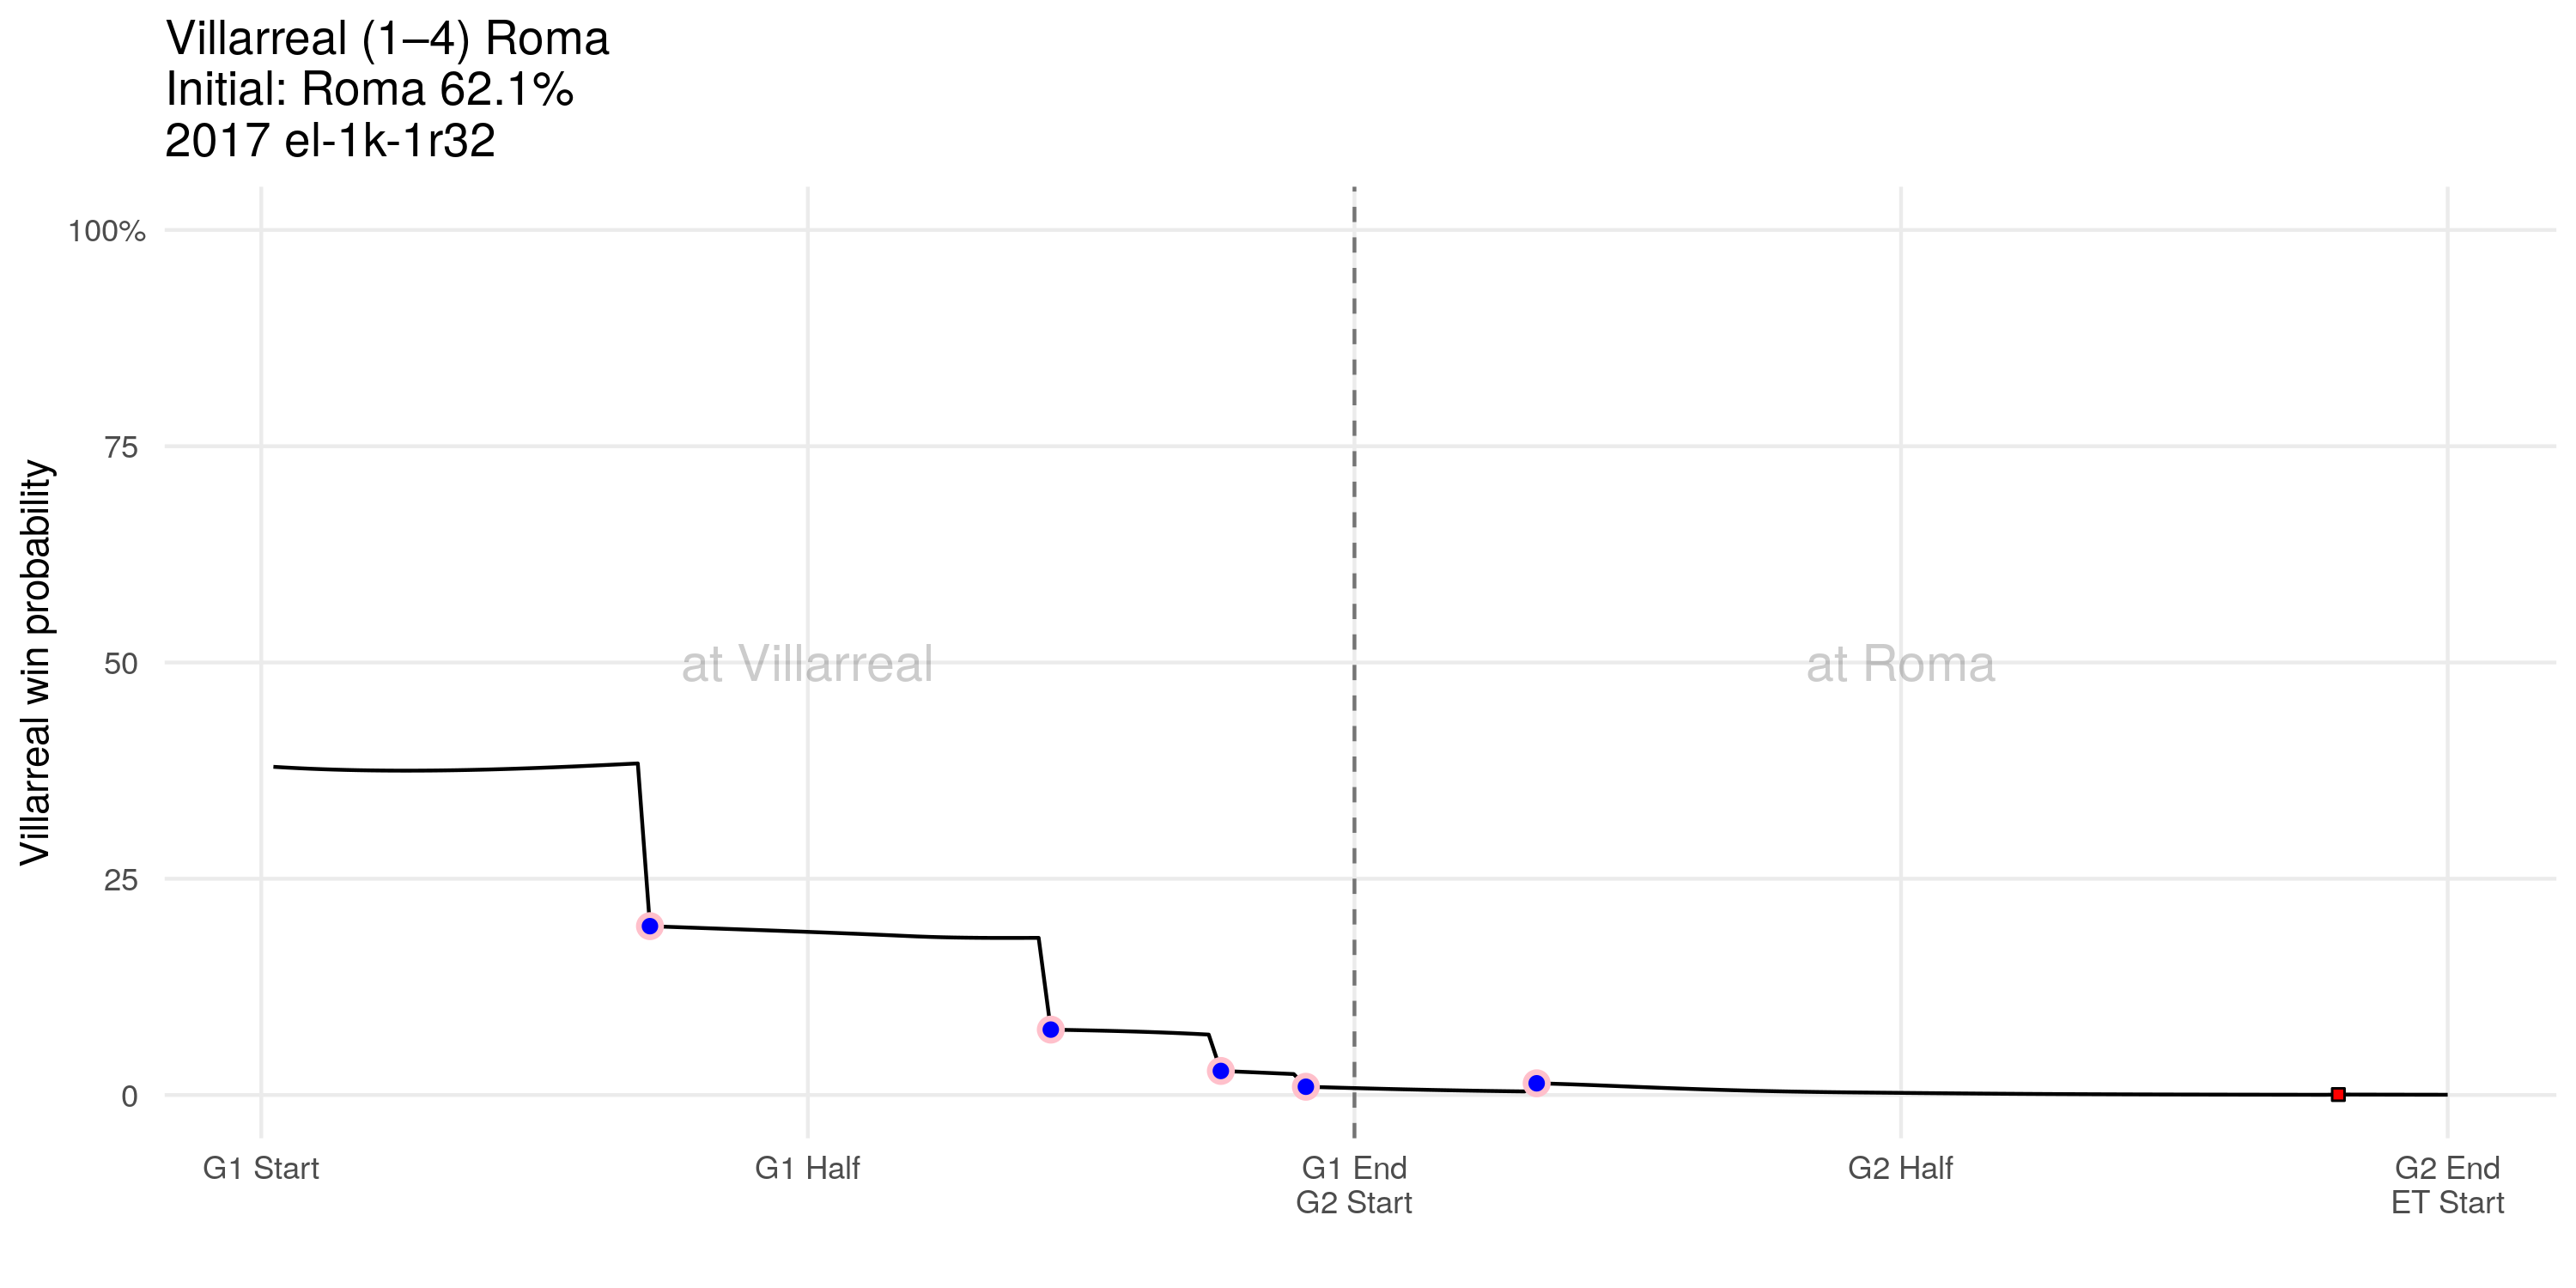 Villarreal (1–4) Roma
Initial: Roma 62.1%
2017 el-1k-1r32
Villarreal win probability
100%
75
50
25
0
at Villarreal
at Roma
G1 Start
G1 Half
G1 End
G2 Start
G2 Half
G2 End
ET Start